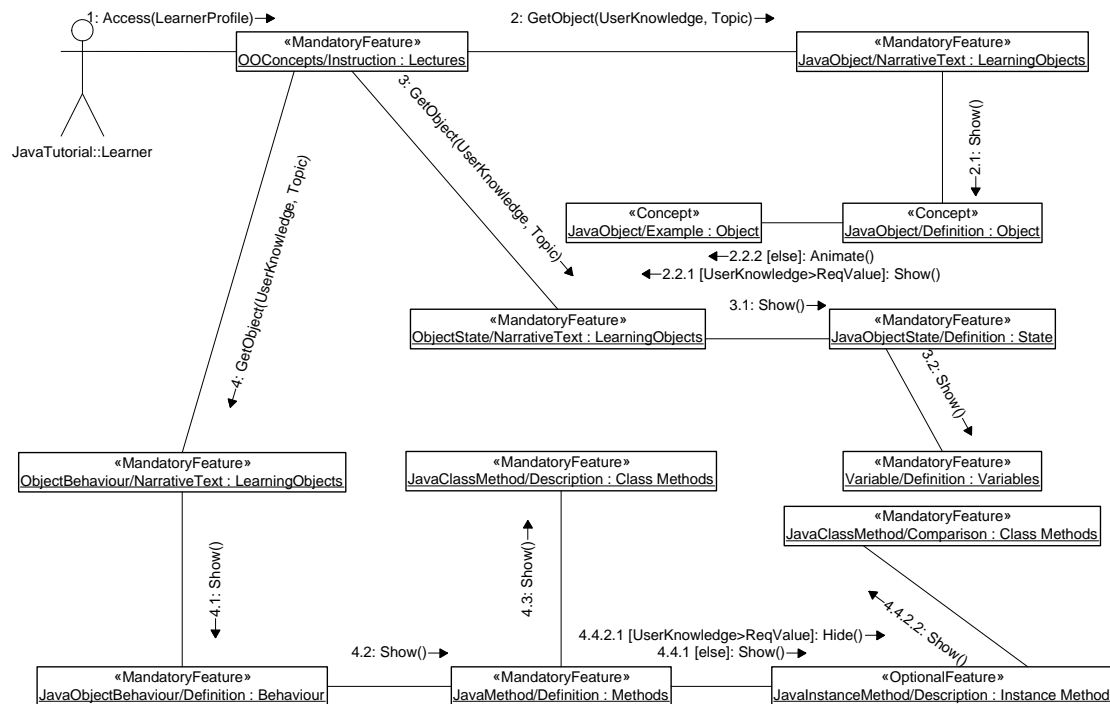 1: Access(LearnerProfile)
2: GetObject(UserKnowledge, Topic)
«MandatoryFeature»
OOConcepts/Instruction : Lectures
«MandatoryFeature»
JavaObject/NarrativeText : LearningObjects
JavaTutorial::Learner
3: GetObject(UserKnowledge, Topic)
4: GetObject(UserKnowledge, Topic)
2.1: Show()
«Concept»
JavaObject/Example : Object
«Concept»
JavaObject/Definition : Object
2.2.2 [else]: Animate()
2.2.1 [UserKnowledge>ReqValue]: Show()
3.1: Show()
«MandatoryFeature»
ObjectState/NarrativeText : LearningObjects
«MandatoryFeature»
JavaObjectState/Definition : State
3.2: Show()
«MandatoryFeature»
ObjectBehaviour/NarrativeText : LearningObjects
«MandatoryFeature»
JavaClassMethod/Description : Class Methods
«MandatoryFeature»
Variable/Definition : Variables
«MandatoryFeature»
JavaClassMethod/Comparison : Class Methods
4.1: Show()
4.3: Show()
4.4.2.2: Show()
4.4.2.1 [UserKnowledge>ReqValue]: Hide()
4.2: Show()
4.4.1 [else]: Show()
«MandatoryFeature»
JavaObjectBehaviour/Definition : Behaviour
«MandatoryFeature»
JavaMethod/Definition : Methods
«OptionalFeature»
JavaInstanceMethod/Description : Instance Method